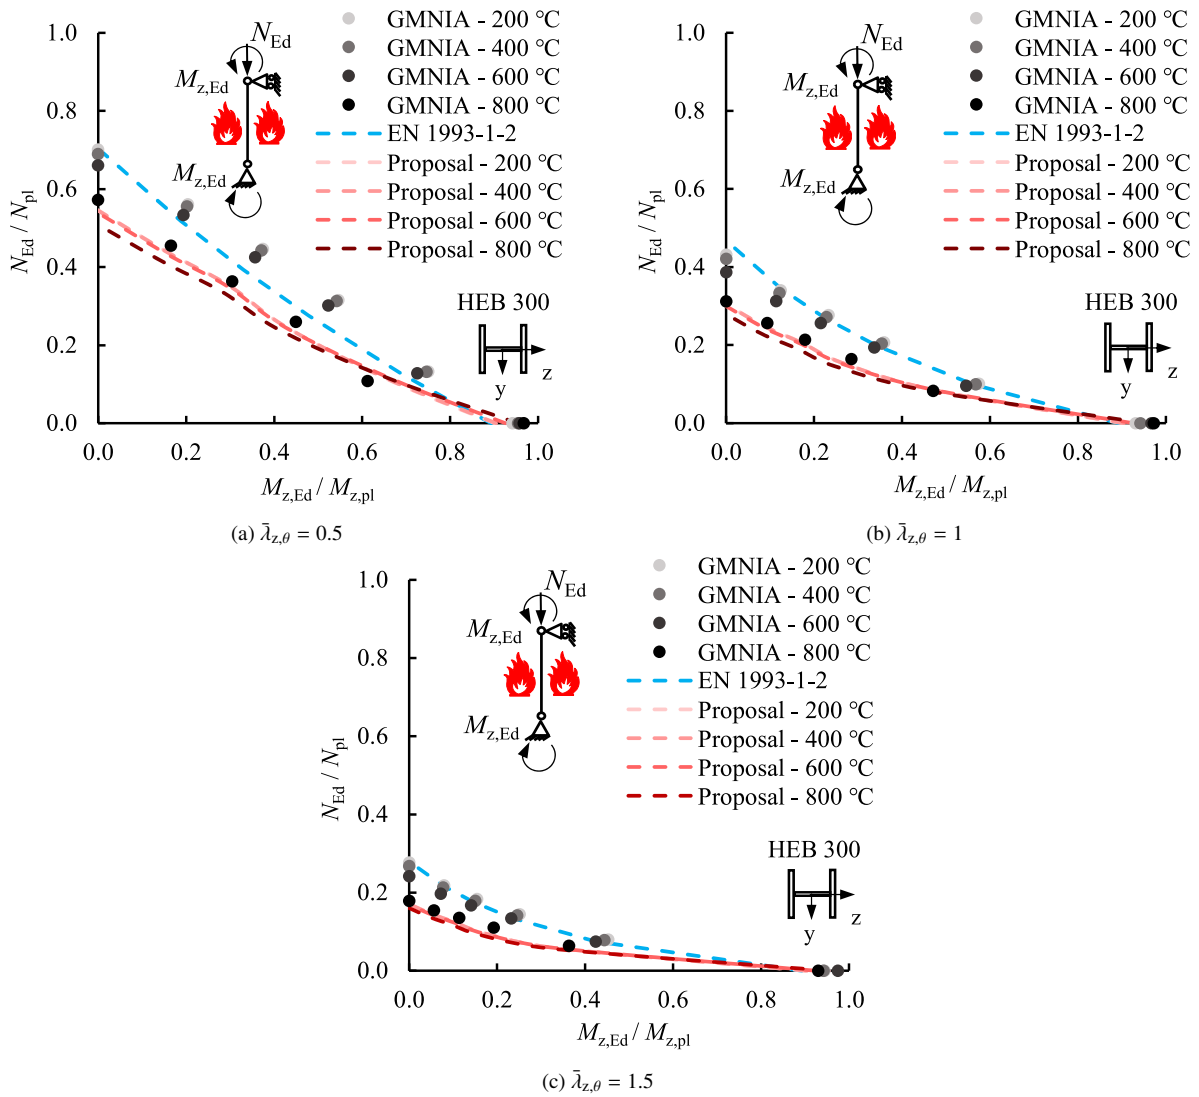 N_Ed / N_pl
1.0
0.8
0.6
0.4
0.2
0.0
0.0 0.2 0.4 0.6 0.8 1.0
M_z,Ed / M_z,pl
N_Ed
M_z,Ed
M_z,Ed
GMNIA - 200 ℃
GMNIA - 400 ℃
GMNIA - 600 ℃
GMNIA - 800 ℃
EN 1993-1-2
Proposal - 200 ℃
Proposal - 400 ℃
Proposal - 600 ℃
Proposal - 800 ℃
HEB 300
y
z
(a) λ̄_z,θ = 0.5
N_Ed / N_pl
1.0
0.8
0.6
0.4
0.2
0.0
0.0 0.2 0.4 0.6 0.8 1.0
M_z,Ed / M_z,pl
N_Ed
M_z,Ed
M_z,Ed
GMNIA - 200 ℃
GMNIA - 400 ℃
GMNIA - 600 ℃
GMNIA - 800 ℃
EN 1993-1-2
Proposal - 200 ℃
Proposal - 400 ℃
Proposal - 600 ℃
Proposal - 800 ℃
HEB 300
y
z
(b) λ̄_z,θ = 1
N_Ed / N_pl
1.0
0.8
0.6
0.4
0.2
0.0
0.0 0.2 0.4 0.6 0.8 1.0
M_z,Ed / M_z,pl
N_Ed
M_z,Ed
M_z,Ed
GMNIA - 200 ℃
GMNIA - 400 ℃
GMNIA - 600 ℃
GMNIA - 800 ℃
EN 1993-1-2
Proposal - 200 ℃
Proposal - 400 ℃
Proposal - 600 ℃
Proposal - 800 ℃
HEB 300
y
z
(c) λ̄_z,θ = 1.5